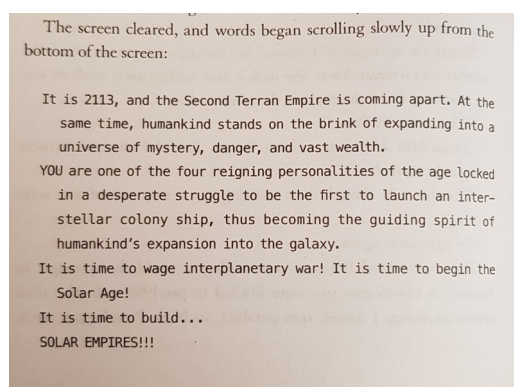 The screen cleared, and words began scrolling slowly up from the
bottom of the screen:
It is 2113, and the Second Terran Empire is coming apart. At the
same time, humankind stands on the brink of expanding into a
universe of mystery, danger, and vast wealth.
YOU are one of the four reigning personalities of the age locked
in a desperate struggle to be the first to launch an inter-
stellar colony ship, thus becoming the guiding spirit of
humankind's expansion into the galaxy.
It is time to wage interplanetary war! It is time to begin the
Solar Age!
It is time to build...
SOLAR EMPIRES!!!